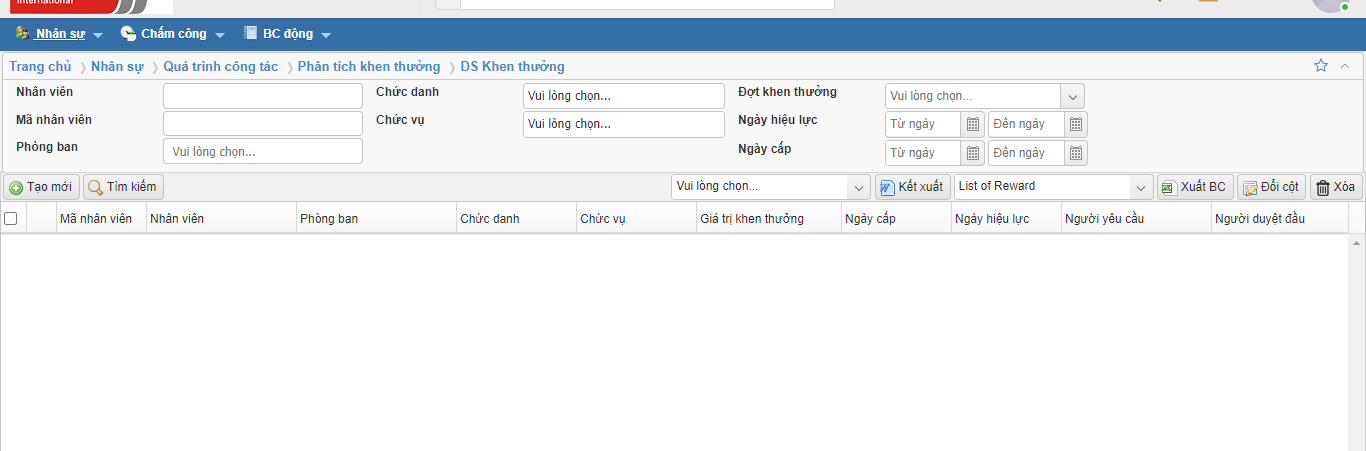 International
Nhân sự Chấm công BC động
Trang chủ Nhân sự Quá trình công tác Phân tích khen thưởng DS Khen thưởng
Nhân viên Chức danh Vui lòng chọn... Đợt khen thưởng Vui lòng chọn...
Mã nhân viên Chức vụ Vui lòng chọn... Ngày hiệu lực Từ ngày Đến ngày
Phòng ban Vui lòng chọn... Ngày cấp Từ ngày Đến ngày
Tạo mới Tìm kiếm Vui lòng chọn... Kết xuất List of Reward Xuất BC Đổi cột Xóa
Mã nhân viên Nhân viên Phòng ban Chức danh Chức vụ Giá trị khen thưởng Ngày cấp Ngày hiệu lực Người yêu cầu Người duyệt đầu